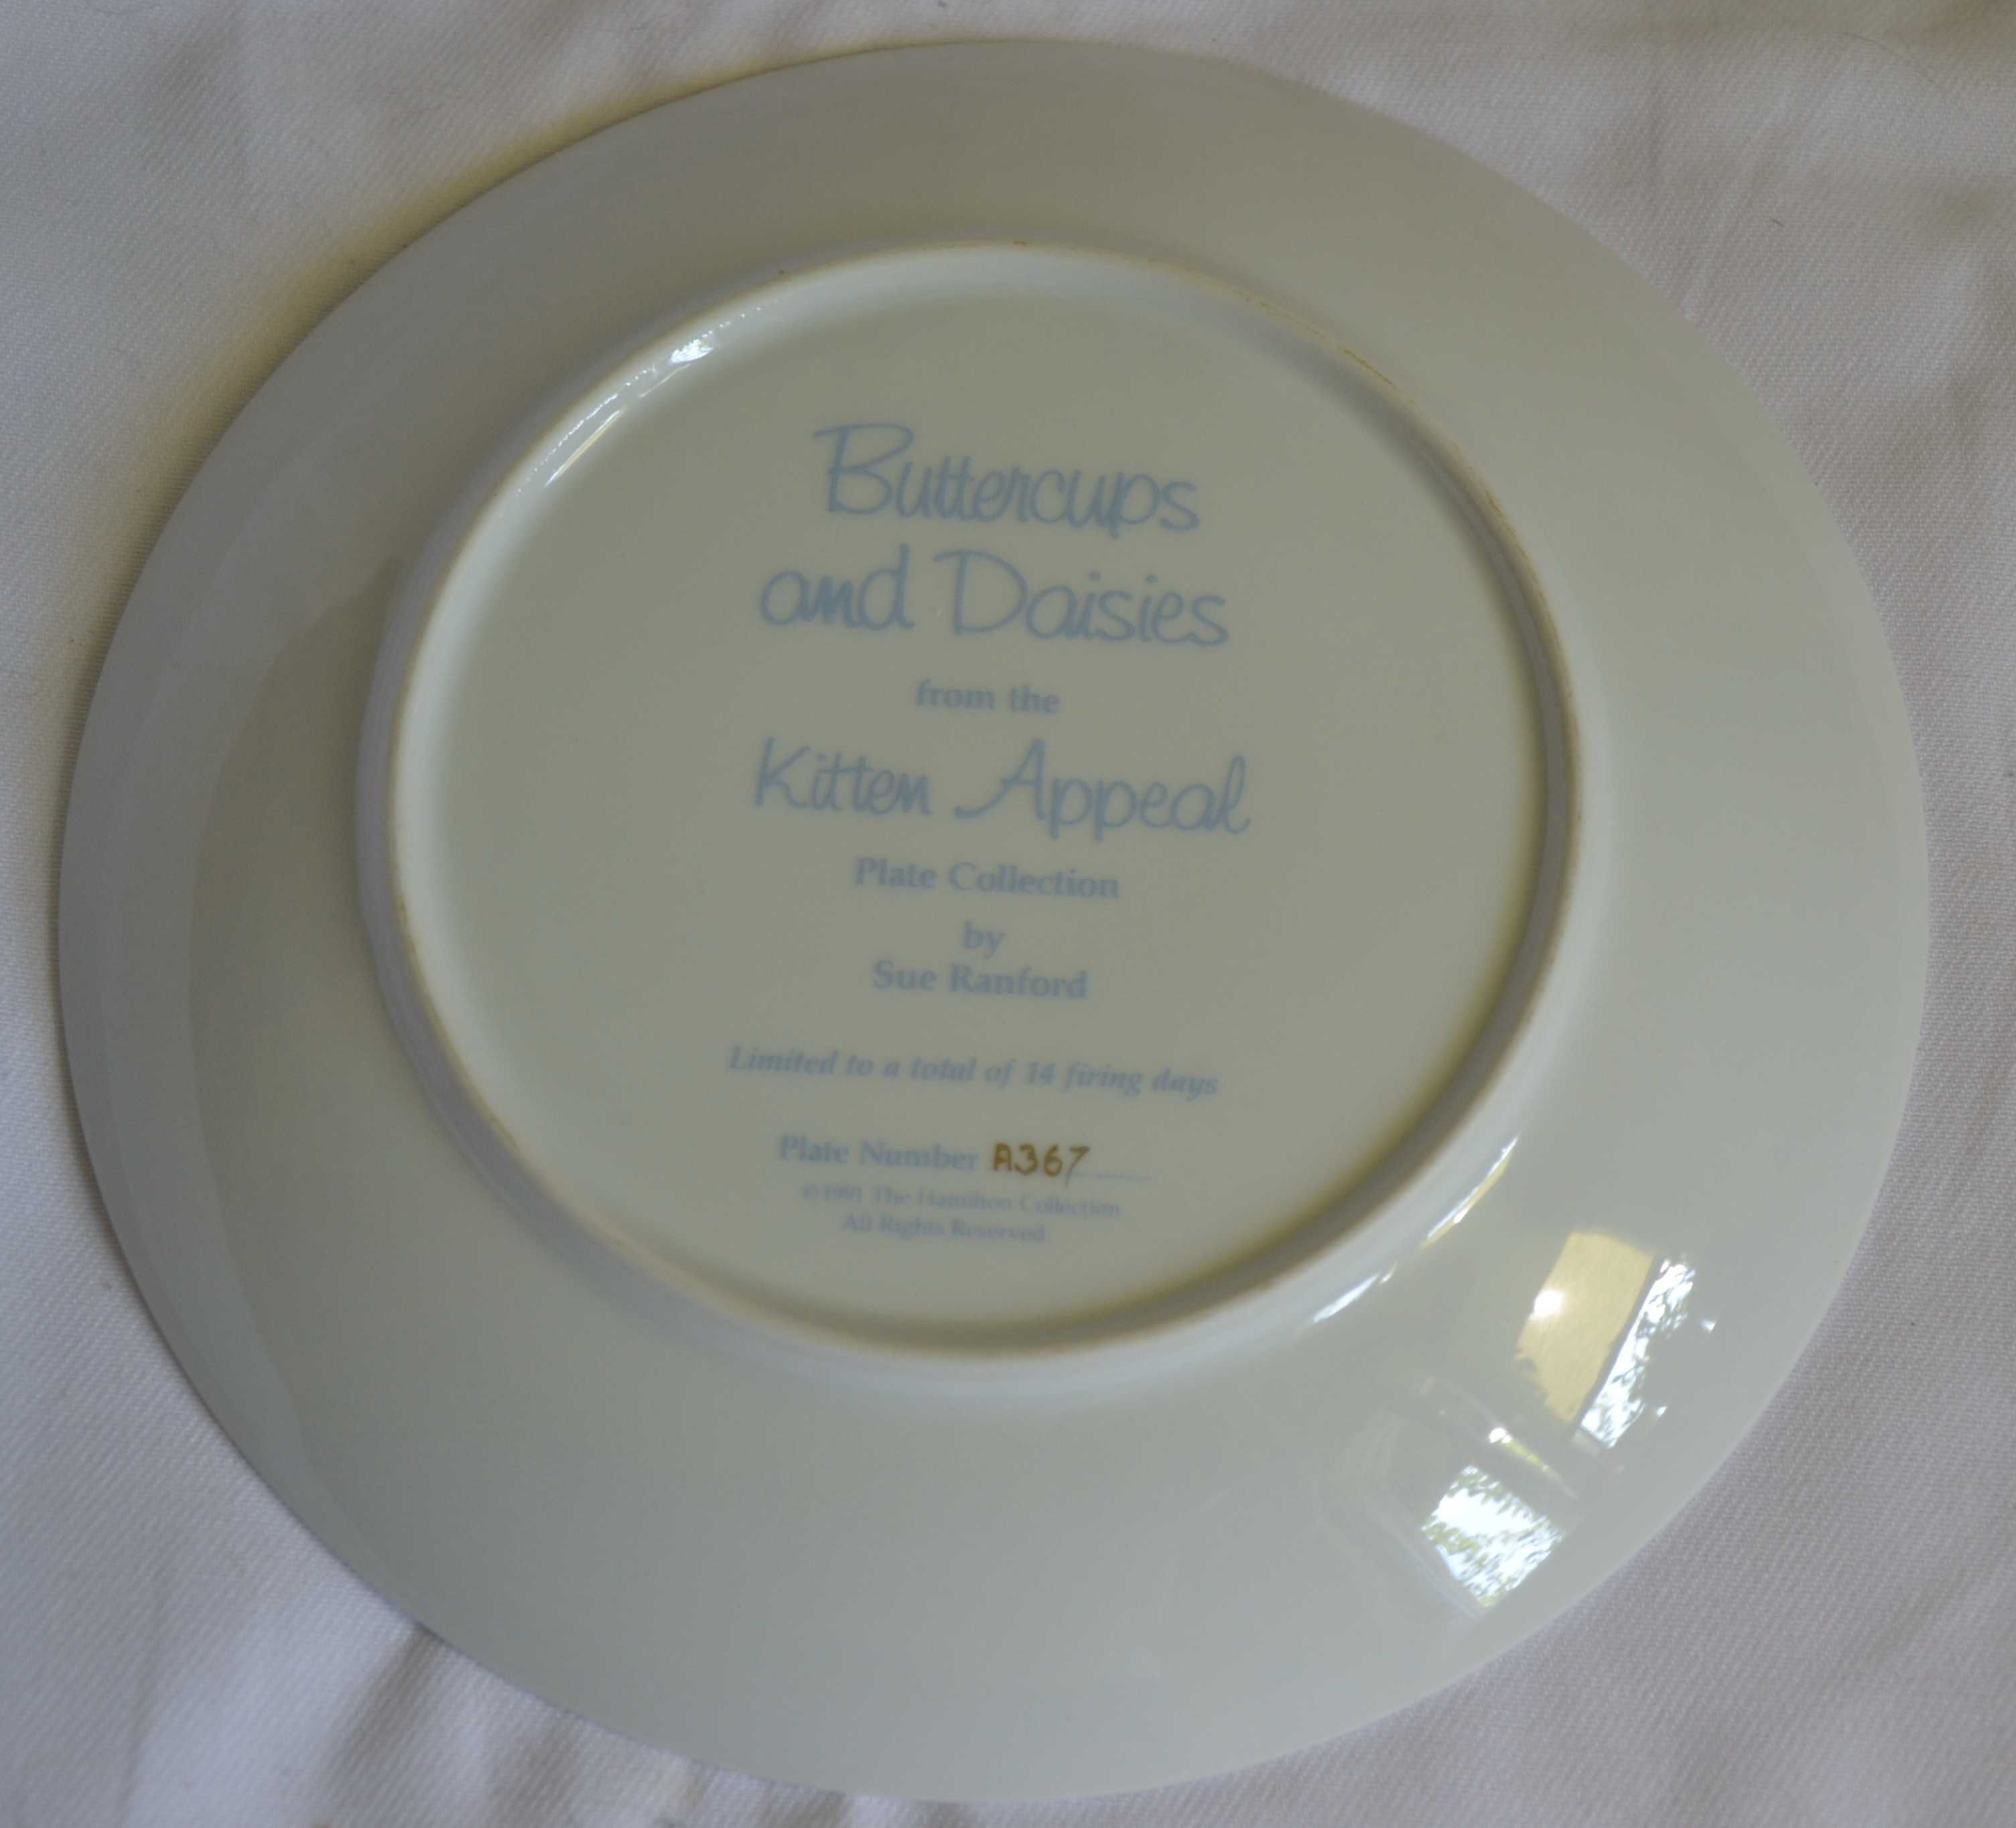 Buttercups
and Daisies
from the
Kitten Appeal
Plate Collection
by
Sue Ranford
Limited to a total of 14 firing days
Plate Number A367
©1991 The Hamilton Collection
All Rights Reserved